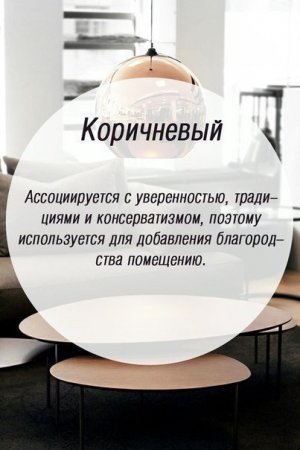 Коричневый
Ассоциируется с уверенностью, тради–
циями и консерватизмом, поэтому
используется для добавления благород–
ства помещению.